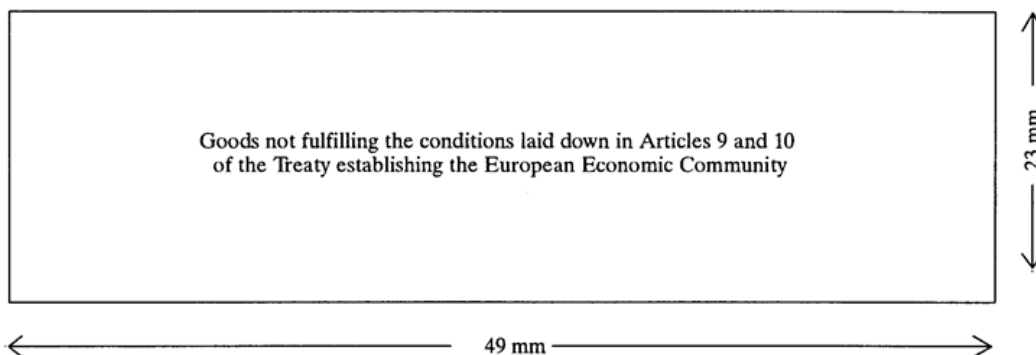 Goods not fulfilling the conditions laid down in Articles 9 and 10
of the Treaty establishing the European Economic Community
23 mm
49 mm